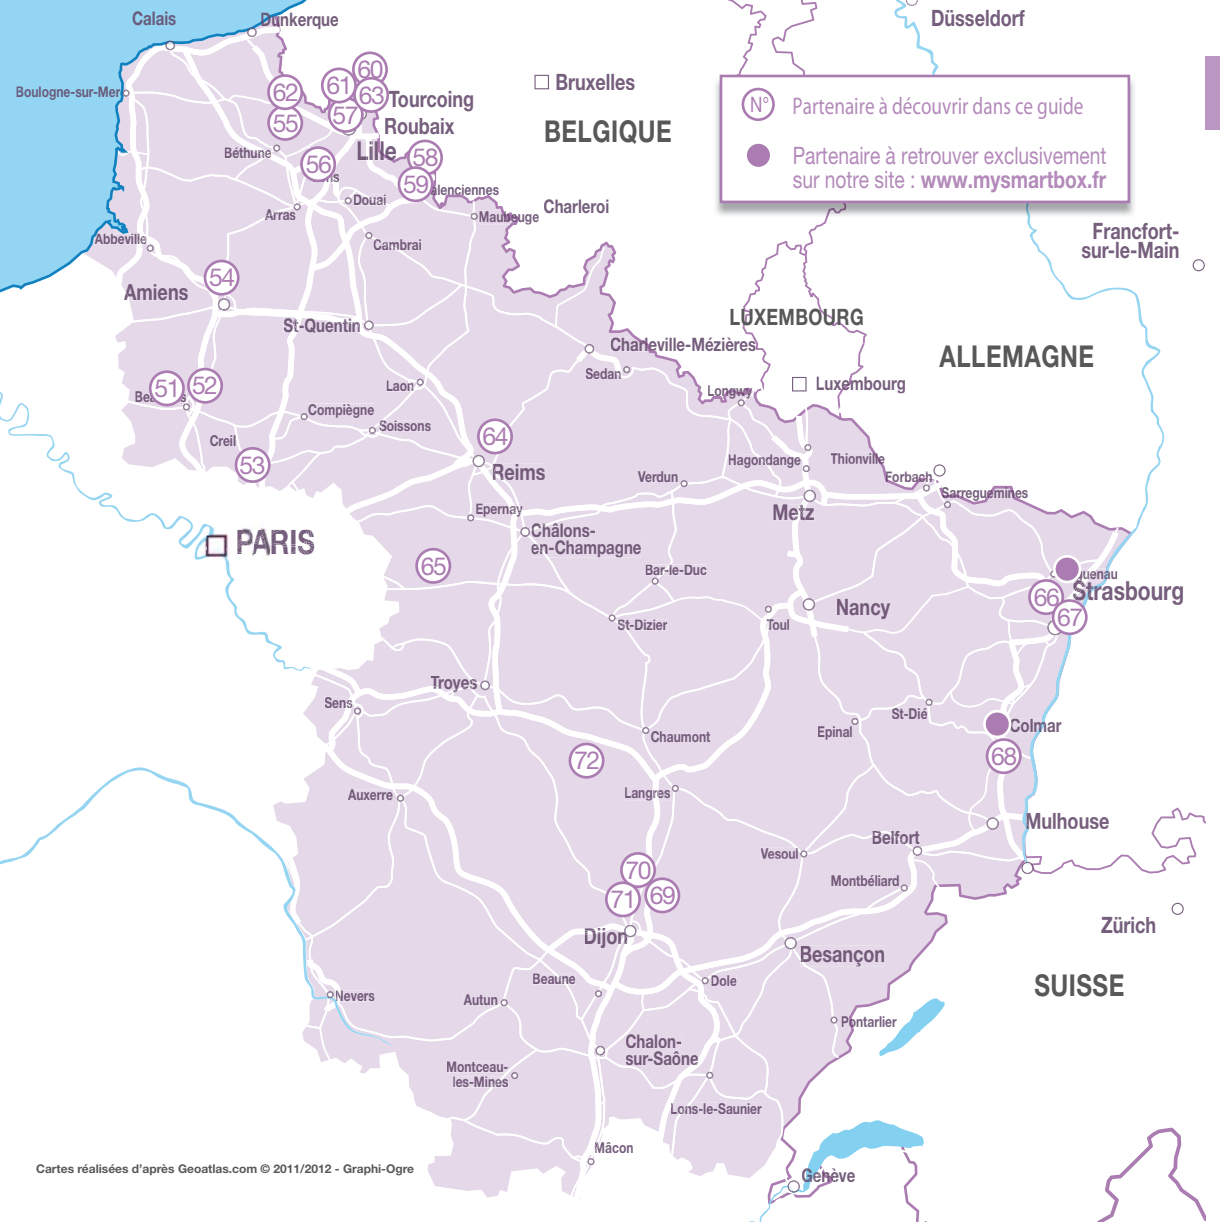 Calais
Dunkerque
Düsseldorf
Boulogne-sur-Mer
60
61
62
63
Tourcoing
Bruxelles
N°
Partenaire à découvrir dans ce guide
55
57
Roubaix
BELGIQUE
Béthune
Lille
56
58
Partenaire à retrouver exclusivement
sur notre site : www.mysmartbox.fr
59
Douai
Arras
Maubeuge
Charleroi
Abbeville
Cambrai
Francfort-
sur-le-Main
54
Amiens
St-Quentin
LUXEMBOURG
Charleville-Mézières
ALLEMAGNE
Sedan
Laon
Longwy
Luxembourg
51
52
Compiègne
Soissons
Creil
53
64
Reims
Hagondange
Thionville
Verdun
Forbach
Sarreguemines
Epernay
Metz
PARIS
Châlons-
en-Champagne
65
Bar-le-Duc
Strasbourg
66
67
Nancy
St-Dizier
Toul
Troyes
Sens
St-Dié
Epinal
Colmar
Chaumont
68
72
Langres
Auxerre
Mulhouse
Belfort
Vesoul
Montbéliard
70
71
69
Dijon
Zürich
Besançon
Beaune
Dole
SUISSE
Nevers
Autun
Pontarlier
Chalon-
sur-Saône
Montceau-
les-Mines
Lons-le-Saunier
Mâcon
Genève
Cartes réalisées d'après Geoatlas.com © 2011/2012 - Graphi-Ogre